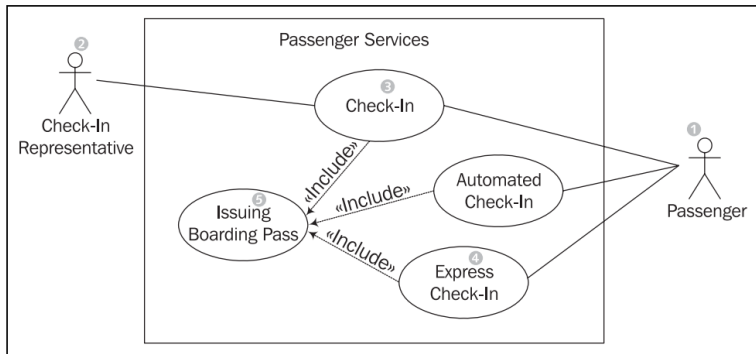 Passenger Services
2
Check-In
Representative
3
Check-In
1
Passenger
«Include»
«Include»
Automated
Check-In
5
Issuing
Boarding Pass
«Include»
4
Express
Check-In